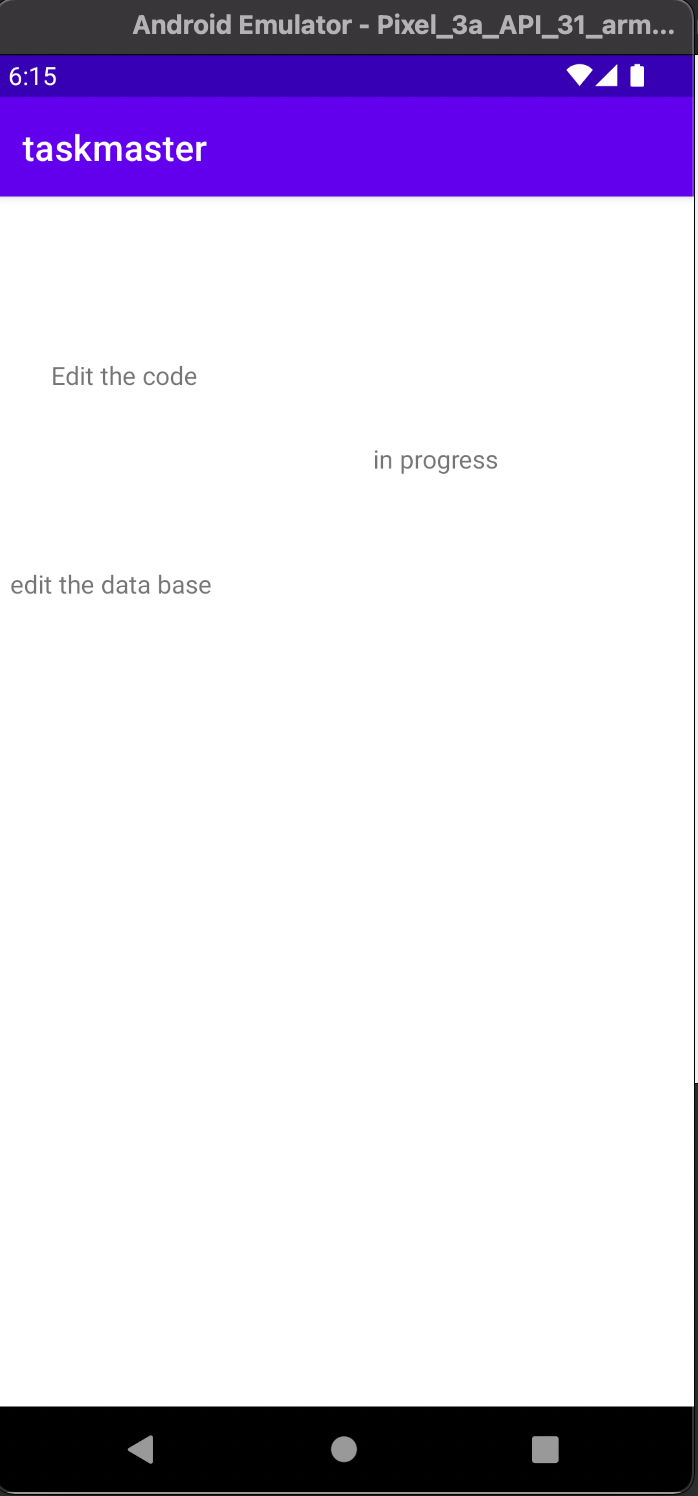 Android Emulator - Pixel_3a_API_31_arm...
6:15
taskmaster
Edit the code
in progress
edit the data base